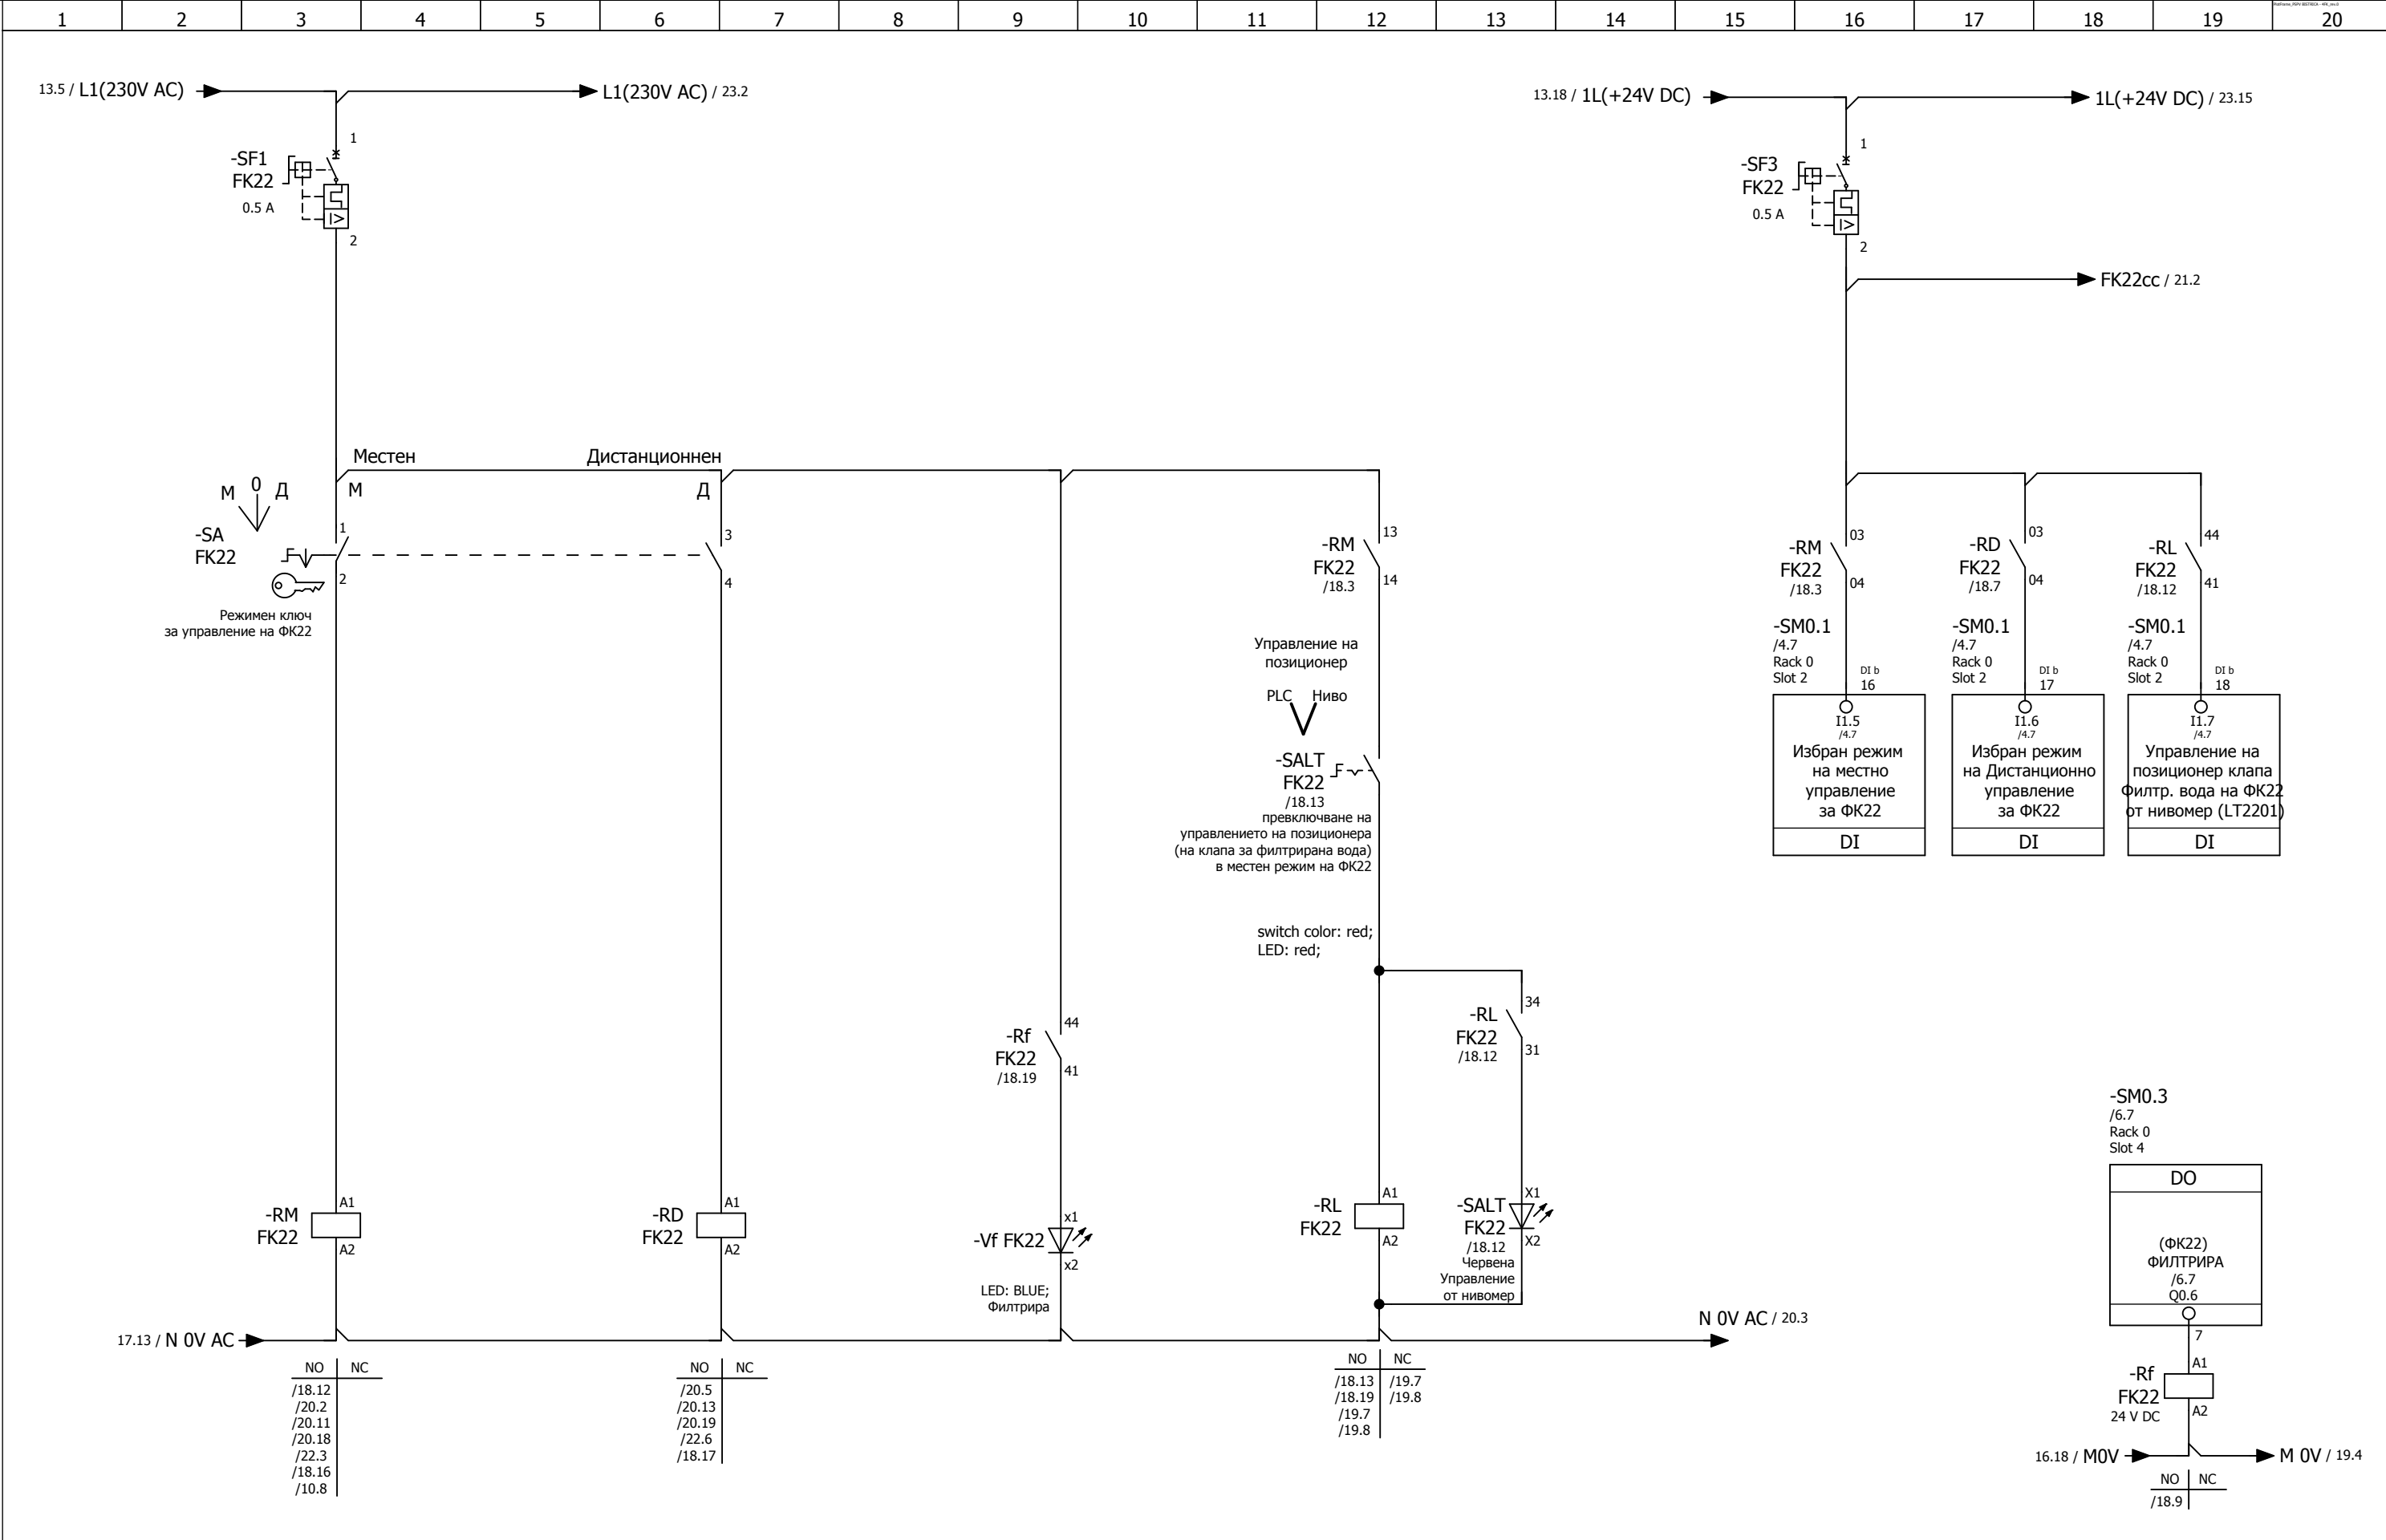 1 2 3 4 5 6 7 8 9 10 11 12 13 14 15 16 17 18 19 20
13.5 / L1(230V AC)
L1(230V AC) / 23.2
13.18 / 1L(+24V DC)
1L(+24V DC) / 23.15
1
-SF1
FK22
0.5 A
2
1
-SF3
FK22
0.5 A
2
FK22cc / 21.2
Местен
Дистанционнен
М 0 Д
М
Д
-SA
FK22
1
2
3
4
Режимен ключ
за управление на ФК22
-RM
FK22
/18.3
13
14
Управление на
позиционер
PLC Ниво
-SALT
FK22
/18.13
превключване на
управлението на позиционера
(на клапа за филтрирана вода)
в местен режим на ФК22
switch color: red;
LED: red;
-RM
FK22
/18.3
03
04
-RD
FK22
/18.7
03
04
-RL
FK22
/18.12
44
41
-SM0.1
/4.7
Rack 0
Slot 2
DI b
16
I1.5
/4.7
Избран режим
на местно
управление
за ФК22
DI
-SM0.1
/4.7
Rack 0
Slot 2
DI b
17
I1.6
/4.7
Избран режим
на Дистанционно
управление
за ФК22
DI
-SM0.1
/4.7
Rack 0
Slot 2
DI b
18
I1.7
/4.7
Управление на
позиционер клапа
Филтр. вода на ФК22
от нивомер (LT2201)
DI
-Rf
FK22
/18.19
44
41
-RL
FK22
/18.12
34
31
-RM
FK22
A1
A2
-RD
FK22
A1
A2
-Vf FK22
x1
x2
LED: BLUE;
Филтрира
-RL
FK22
A1
A2
-SALT
FK22
/18.12
X1
X2
Червена
Управление
от нивомер
-SM0.3
/6.7
Rack 0
Slot 4
DO
(ФК22)
ФИЛТРИРА
/6.7
Q0.6
7
-Rf
FK22
24 V DC
A1
A2
17.13 / N 0V AC
N 0V AC / 20.3
16.18 / M0V
M 0V / 19.4
NO NC
/18.12
/20.2
/20.11
/20.18
/22.3
/18.16
/10.8
NO NC
/20.5
/20.13
/20.19
/22.6
/18.17
NO NC
/18.13 /19.7
/18.19 /19.8
/19.7
/19.8
NO NC
/18.9